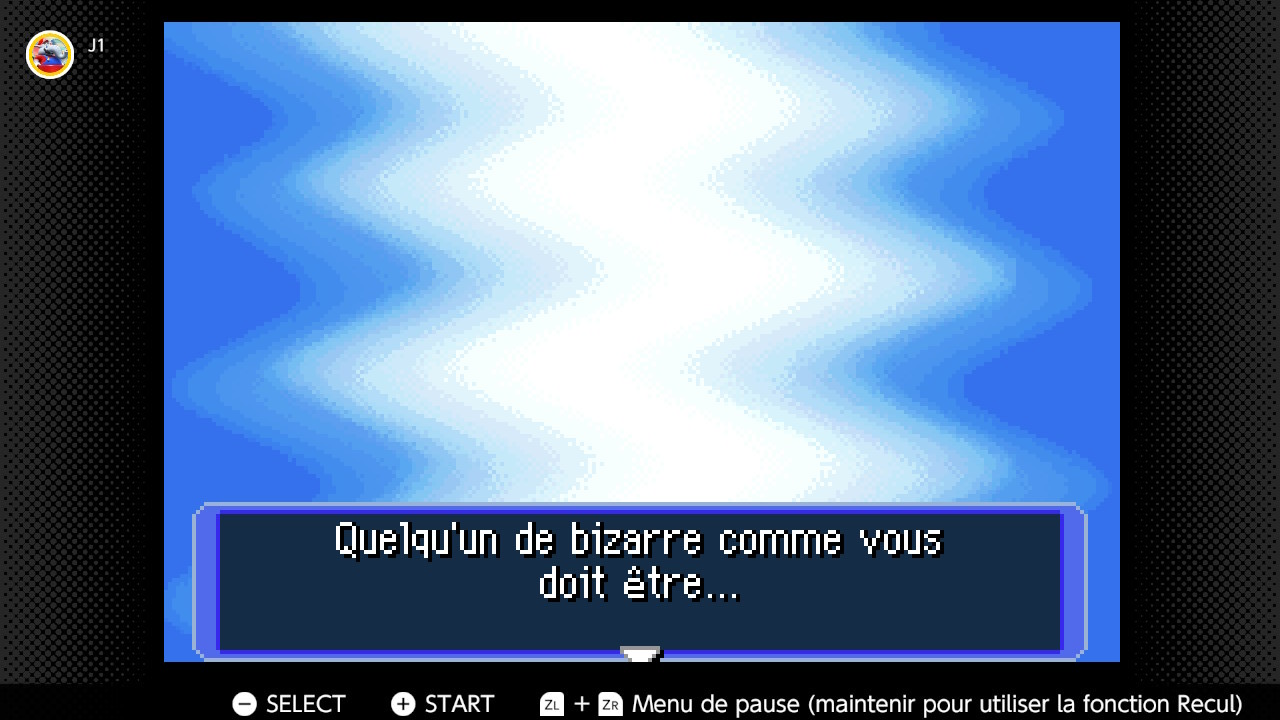 J1
Quelqu'un de bizarre comme vous
doit être...
SELECT
START
ZL + ZR Menu de pause (maintenir pour utiliser la fonction Recul)